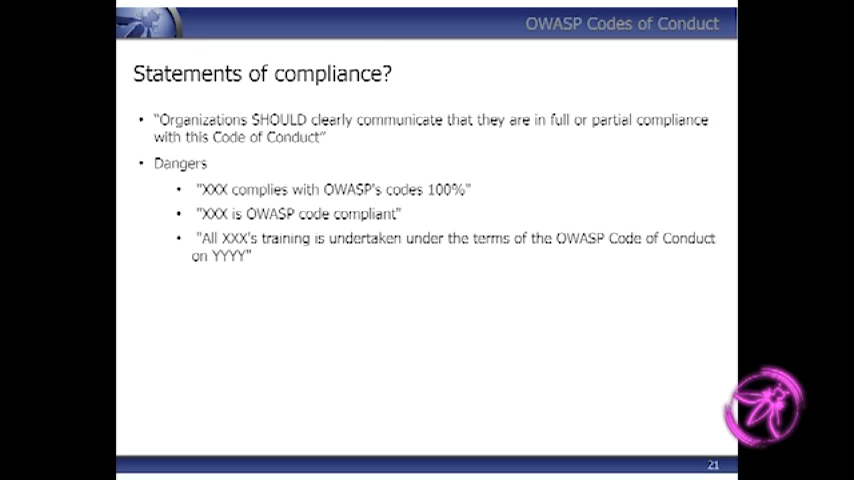 OWASP Codes of Conduct
Statements of compliance?
• "Organizations SHOULD clearly communicate that they are in full or partial compliance
with this Code of Conduct"
• Dangers
• "XXX complies with OWASP's codes 100%"
• "XXX is OWASP code compliant"
• "All XXX's training is undertaken under the terms of the OWASP Code of Conduct
on YYYY"
21